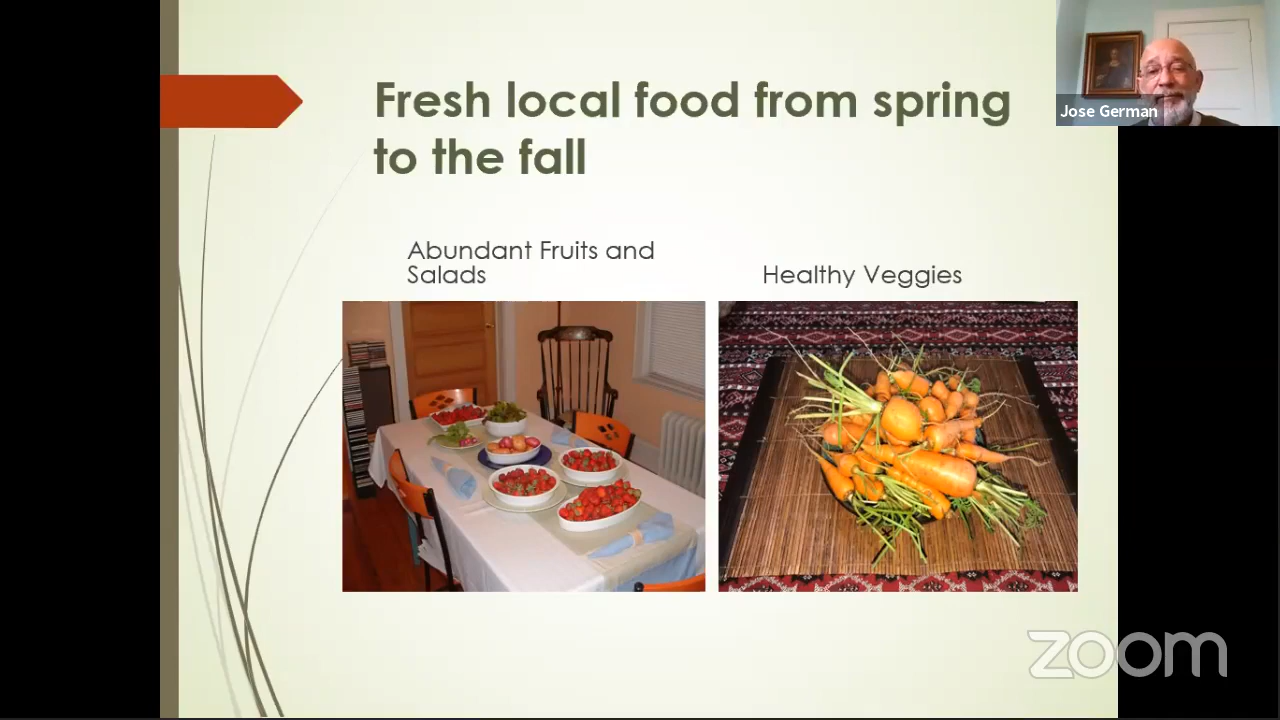 Fresh local food from spring
to the fall
Jose German
Abundant Fruits and
Salads
Healthy Veggies
zoom